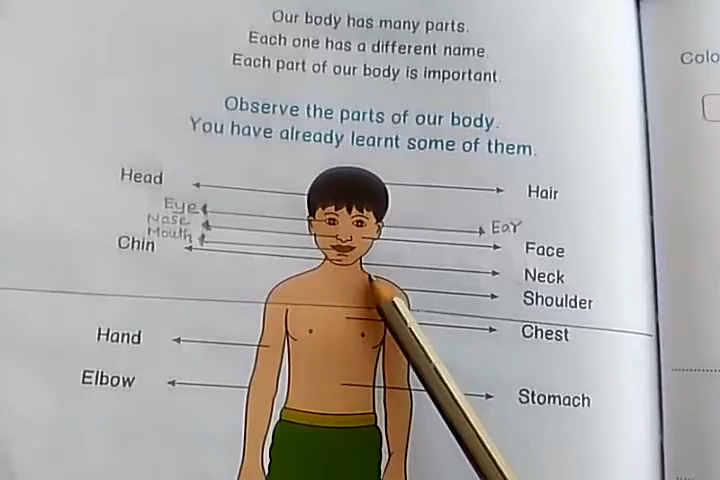 Our body has many parts.
Each one has a different name.
Each part of our body is important.
Observe the parts of our body.
You have already learnt some of them.
Head
Hair
Eye
Nose
Ear
Mouth
Chin
Face
Neck
Shoulder
Hand
Chest
Elbow
Stomach
Colo